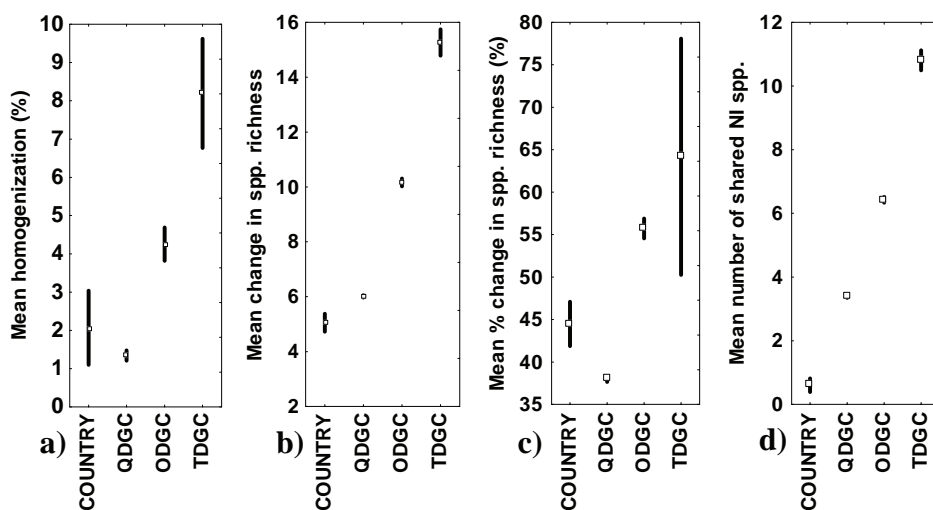 Mean homogenization (%)
10
9
8
7
6
5
4
3
2
1
0
COUNTRY
QDGC
ODGC
TDGC
a)
Mean change in spp. richness
16
14
12
10
8
6
4
2
COUNTRY
QDGC
ODGC
TDGC
b)
Mean % change in spp. richness (%)
80
75
70
65
60
55
50
45
40
35
COUNTRY
QDGC
ODGC
TDGC
c)
Mean number of shared NI spp.
12
10
8
6
4
2
0
COUNTRY
QDGC
ODGC
TDGC
d)